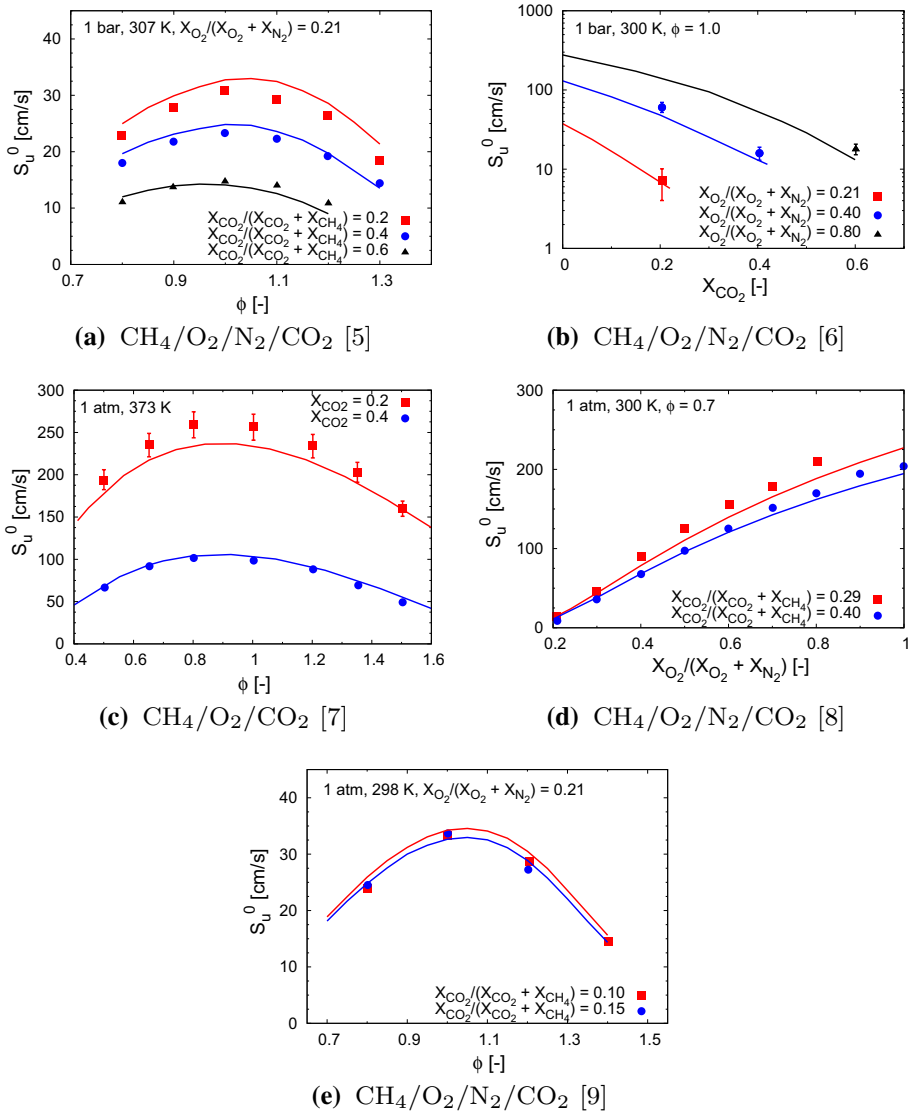 1 bar, 307 K, X_O2/(X_O2 + X_N2) = 0.21
S_u^0 [cm/s]
45
30
20
10
0
X_CO2/(X_CO2 + X_CH4) = 0.2
X_CO2/(X_CO2 + X_CH4) = 0.4
X_CO2/(X_CO2 + X_CH4) = 0.6
0.7 0.9 1.1 1.3
ϕ [-]
(a) CH4/O2/N2/CO2 [5]
1 bar, 300 K, ϕ = 1.0
S_u^0 [cm/s]
1000
100
10
1
X_O2/(X_O2 + X_N2) = 0.21
X_O2/(X_O2 + X_N2) = 0.40
X_O2/(X_O2 + X_N2) = 0.80
0 0.2 0.4 0.6
X_CO2 [-]
(b) CH4/O2/N2/CO2 [6]
1 atm, 373 K
X_CO2 = 0.2
X_CO2 = 0.4
S_u^0 [cm/s]
300
250
200
150
100
50
0
0.4 0.6 0.8 1 1.2 1.4 1.6
ϕ [-]
(c) CH4/O2/CO2 [7]
1 atm, 300 K, ϕ = 0.7
S_u^0 [cm/s]
300
200
100
0
X_CO2/(X_CO2 + X_CH4) = 0.29
X_CO2/(X_CO2 + X_CH4) = 0.40
0.2 0.4 0.6 0.8 1
X_O2/(X_O2 + X_N2) [-]
(d) CH4/O2/N2/CO2 [8]
1 atm, 298 K, X_O2/(X_O2 + X_N2) = 0.21
S_u^0 [cm/s]
40
30
20
10
0
X_CO2/(X_CO2 + X_CH4) = 0.10
X_CO2/(X_CO2 + X_CH4) = 0.15
0.7 0.9 1.1 1.3 1.5
ϕ [-]
(e) CH4/O2/N2/CO2 [9]